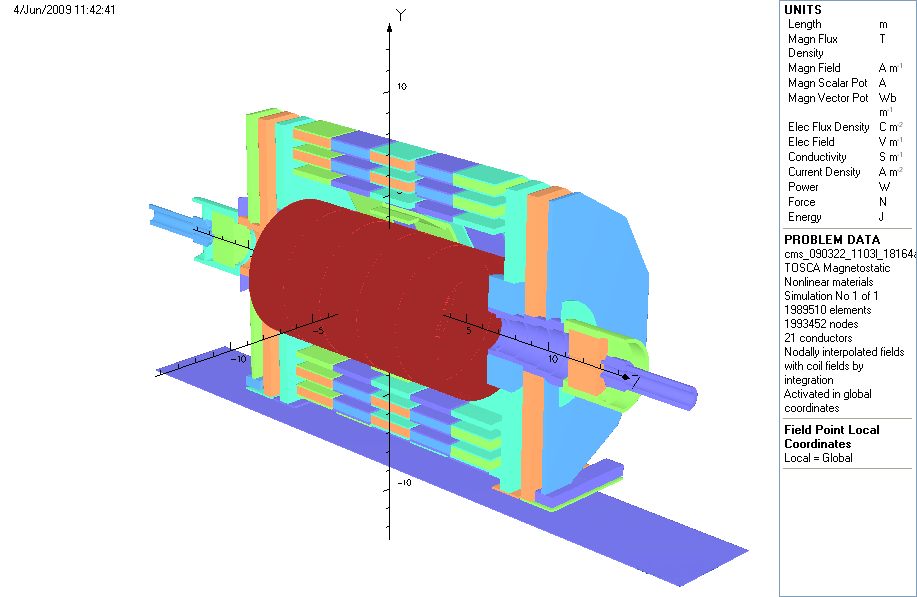 4/Jun/2009 11:42:41
Y
10
-5
5
-10
10
Z
-10
UNITS
Length m
Magn Flux T
Density
Magn Field A m⁻¹
Magn Scalar Pot A
Magn Vector Pot Wb
m⁻¹
Elec Flux Density C m⁻²
Elec Field V m⁻¹
Conductivity S m⁻¹
Current Density A m⁻²
Power W
Force N
Energy J
PROBLEM DATA
cms_090322_1103l_18164a
TOSCA Magnetostatic
Nonlinear materials
Simulation No 1 of 1
1989510 elements
1993452 nodes
21 conductors
Nodally interpolated fields
with coil fields by
integration
Activated in global
coordinates
Field Point Local
Coordinates
Local = Global